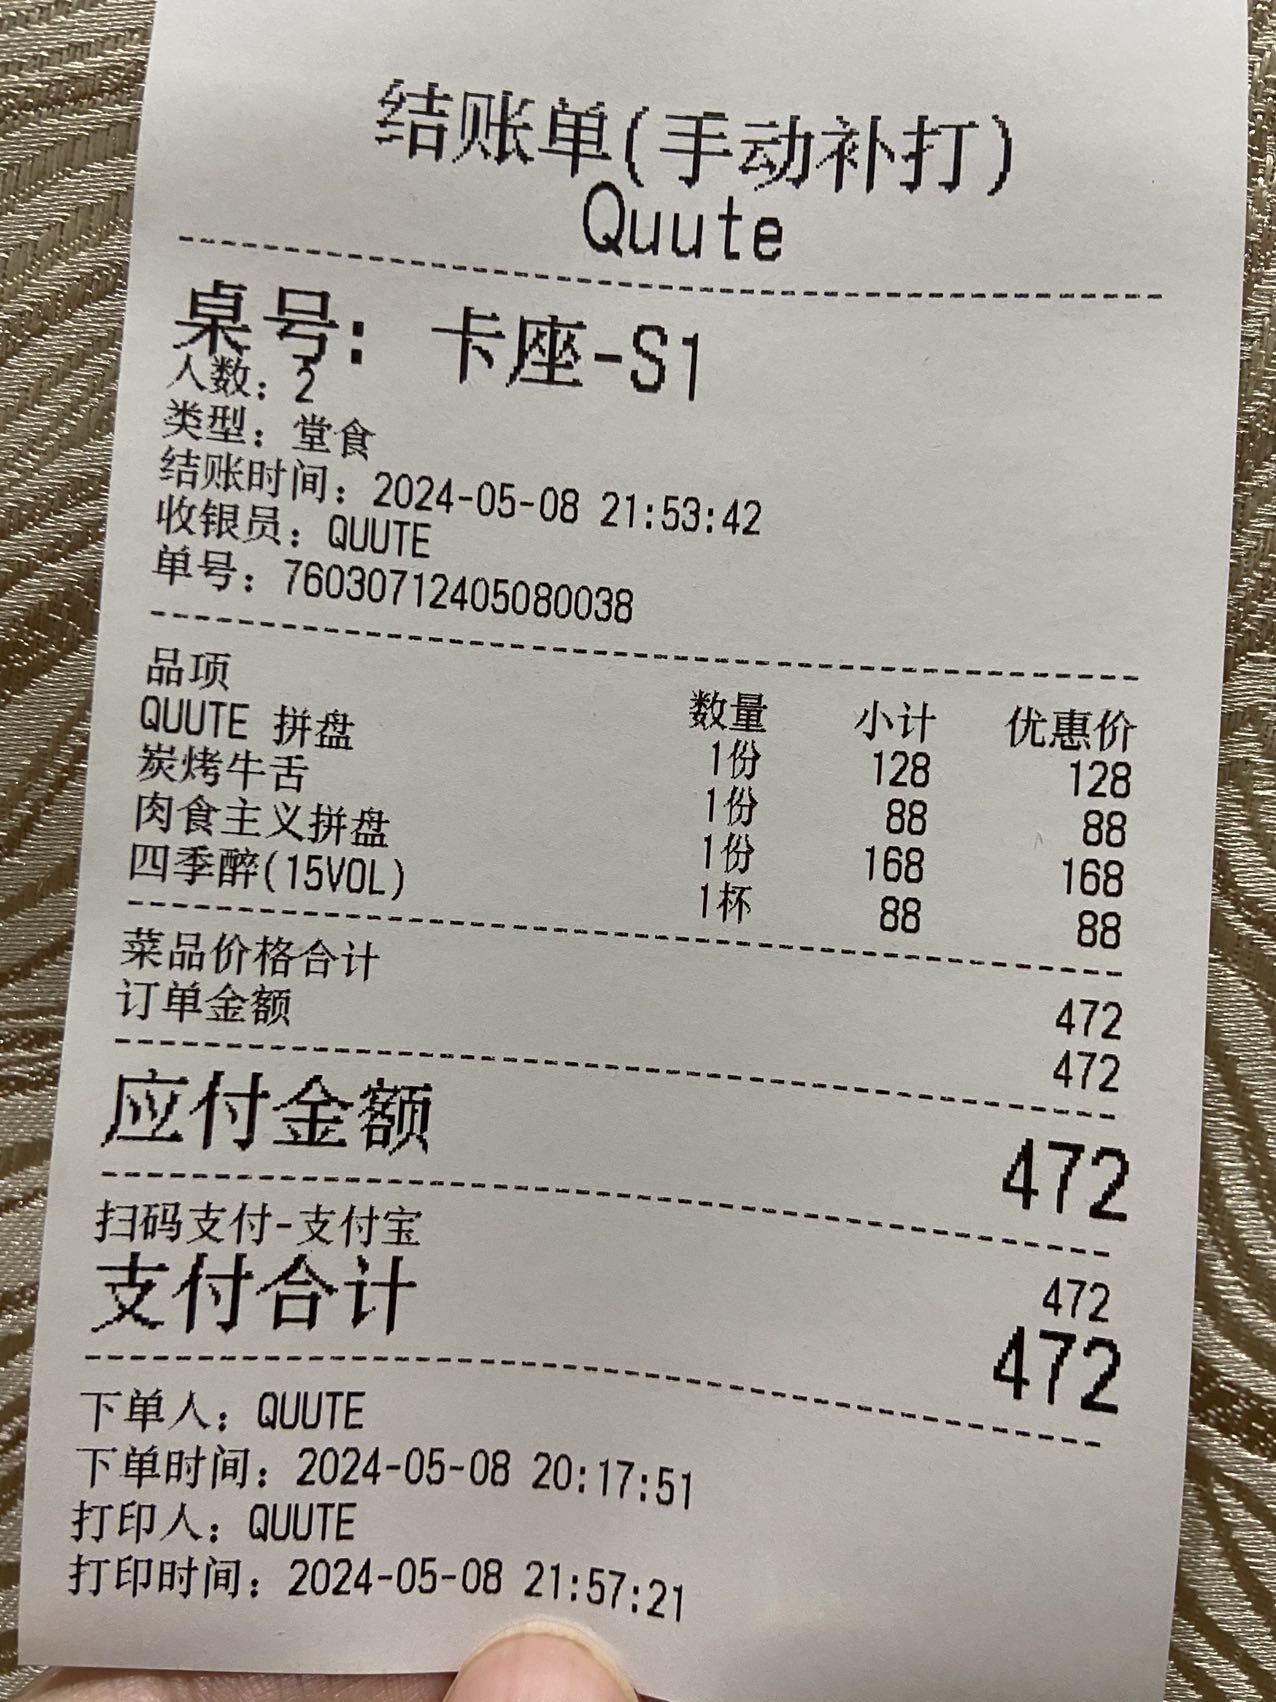 结账单(手动补打)
Quute
桌号: 卡座-S1
人数: 2
类型: 堂食
结账时间: 2024-05-08 21:53:42
收银员: QUUTE
单号: 76030712405080038
品项 数量 小计 优惠价
QUUTE 拼盘 1份 128 128
炭烤牛舌 1份 88 88
肉食主义拼盘 1份 168 168
四季醉(15VOL) 1杯 88 88
菜品价格合计 472
订单金额 472
应付金额 472
扫码支付-支付宝 472
支付合计 472
下单人: QUUTE
下单时间: 2024-05-08 20:17:51
打印人: QUUTE
打印时间: 2024-05-08 21:57:21